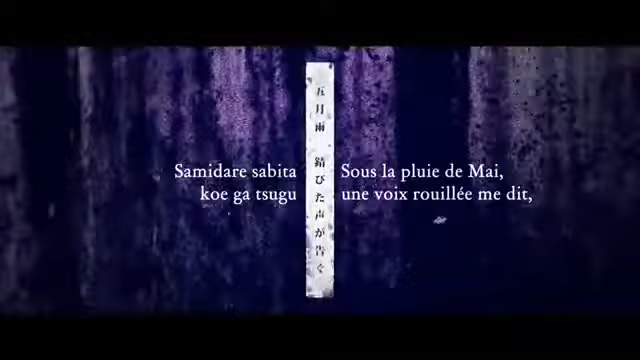 Samidare sabita
koe ga tsugu
五月雨 錆びた声が告ぐ
Sous la pluie de Mai,
une voix rouillée me dit,